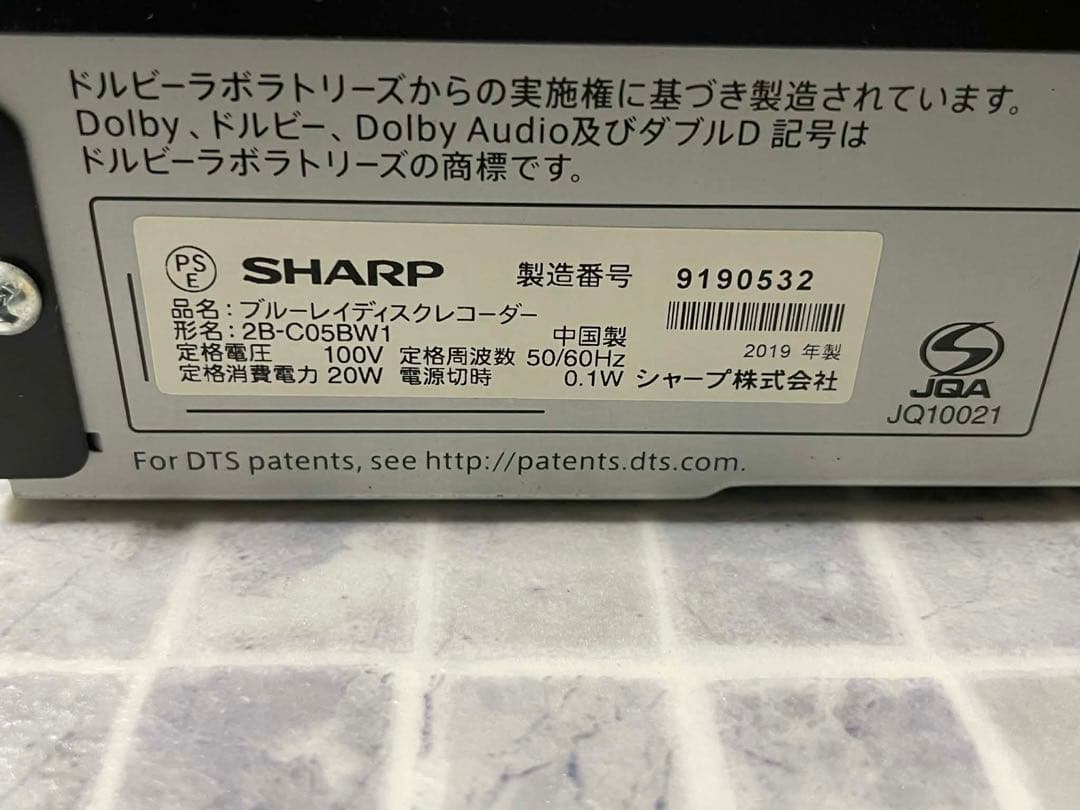 ドルビーラボラトリーズからの実施権に基づき製造されています。
Dolby、ドルビー、Dolby Audio及びダブルD 記号は
ドルビーラボラトリーズの商標です。
PS
E
SHARP 製造番号 9190532
品名：ブルーレイディスクレコーダー
形名：2B-C05BW1 中国製
定格電圧 100V 定格周波数 50/60Hz 2019 年製
定格消費電力 20W 電源切時 0.1W シャープ株式会社
JQA
JQ10021
For DTS patents, see http://patents.dts.com.